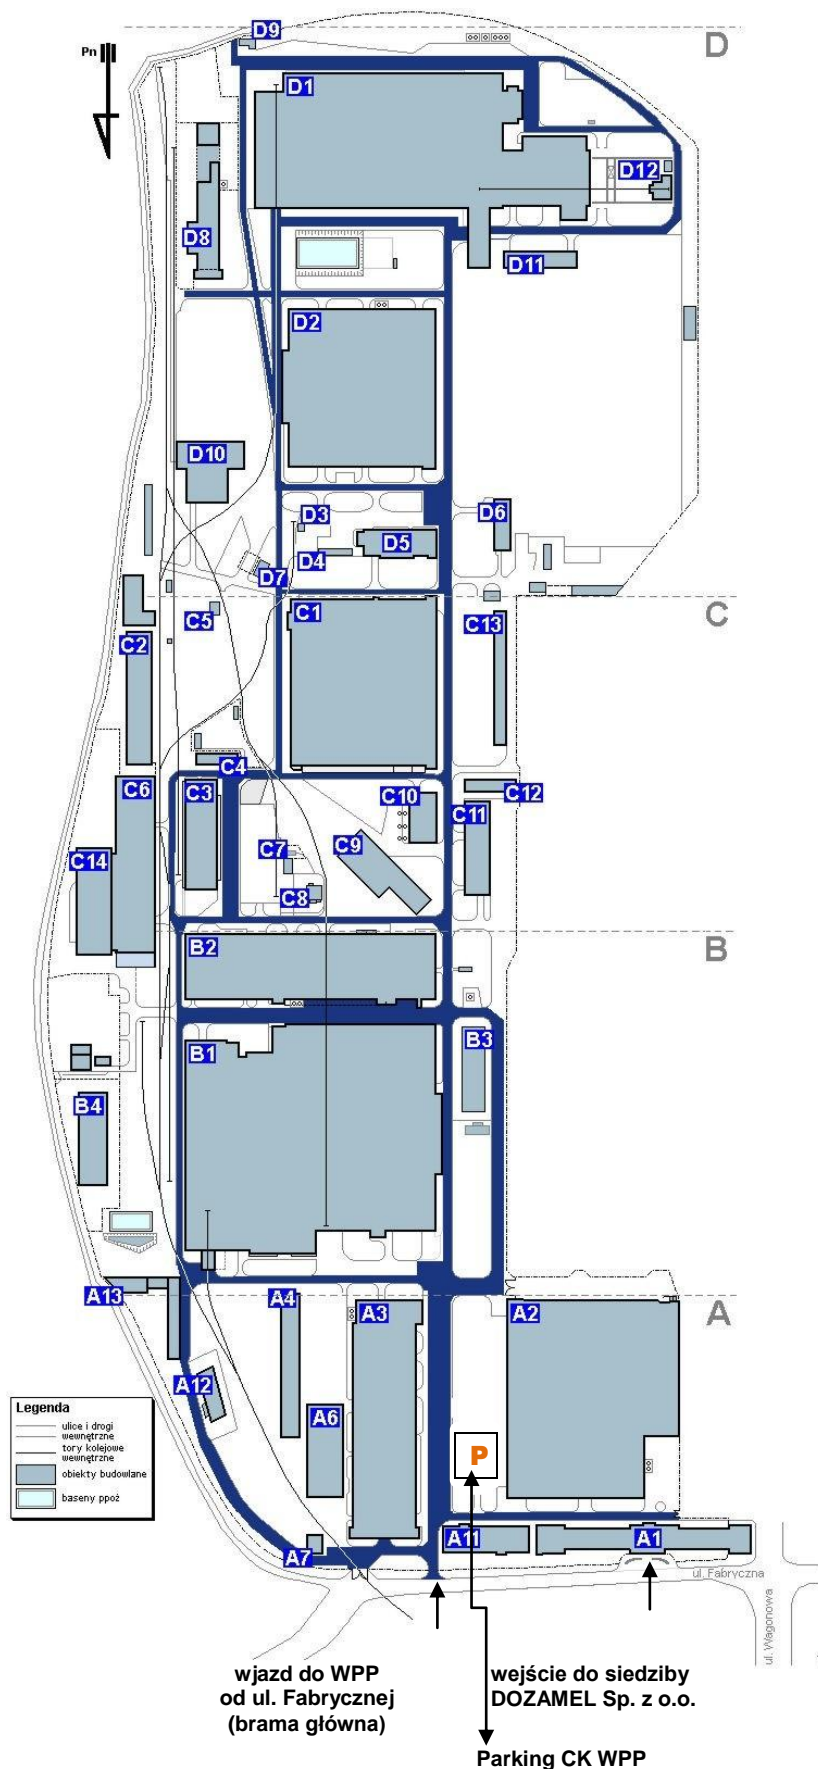 D9
D
Pn
D1
D12
D8
D11
D2
D10
D3
D6
D5
D4
D7
C5
C1
C13
C
C2
C4
C6
C3
C10
C12
C11
C7
C9
C14
C8
B2
B
B1
B3
B4
A13
A4
A3
A2
A
A12
Legenda
ulice i drogi
wewnętrzne
tory kolejowe
wewnętrzne
obiekty budowlane
baseny ppoż
A6
P
A7
A11
A1
ul. Fabryczna
ul. Wagonowa
wjazd do WPP
od ul. Fabrycznej
(brama główna)
wejście do siedziby
DOZAMEL Sp. z o.o.
Parking CK WPP